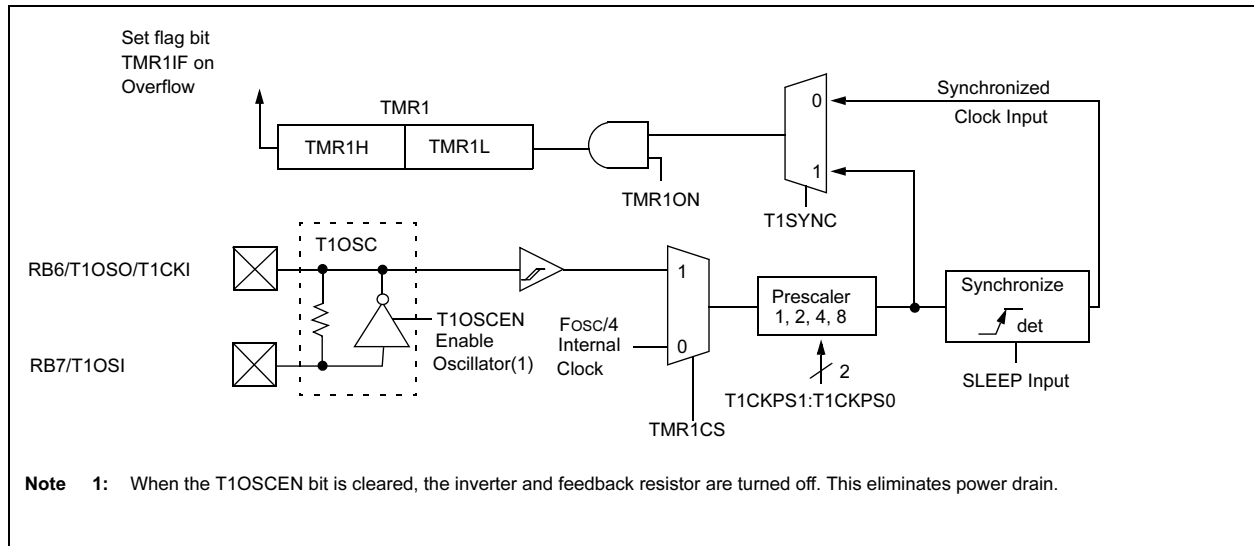 Set flag bit
TMR1IF on
Overflow
TMR1
TMR1H
TMR1L
TMR1ON
0
1
T1SYNC
Synchronized
Clock Input
RB6/T1OSO/T1CKI
RB7/T1OSI
T1OSC
T1OSCEN
Enable
Oscillator(1)
FOSC/4
Internal
Clock
1
0
TMR1CS
Prescaler
1, 2, 4, 8
2
T1CKPS1:T1CKPS0
Synchronize
det
SLEEP Input
Note 1: When the T1OSCEN bit is cleared, the inverter and feedback resistor are turned off. This eliminates power drain.